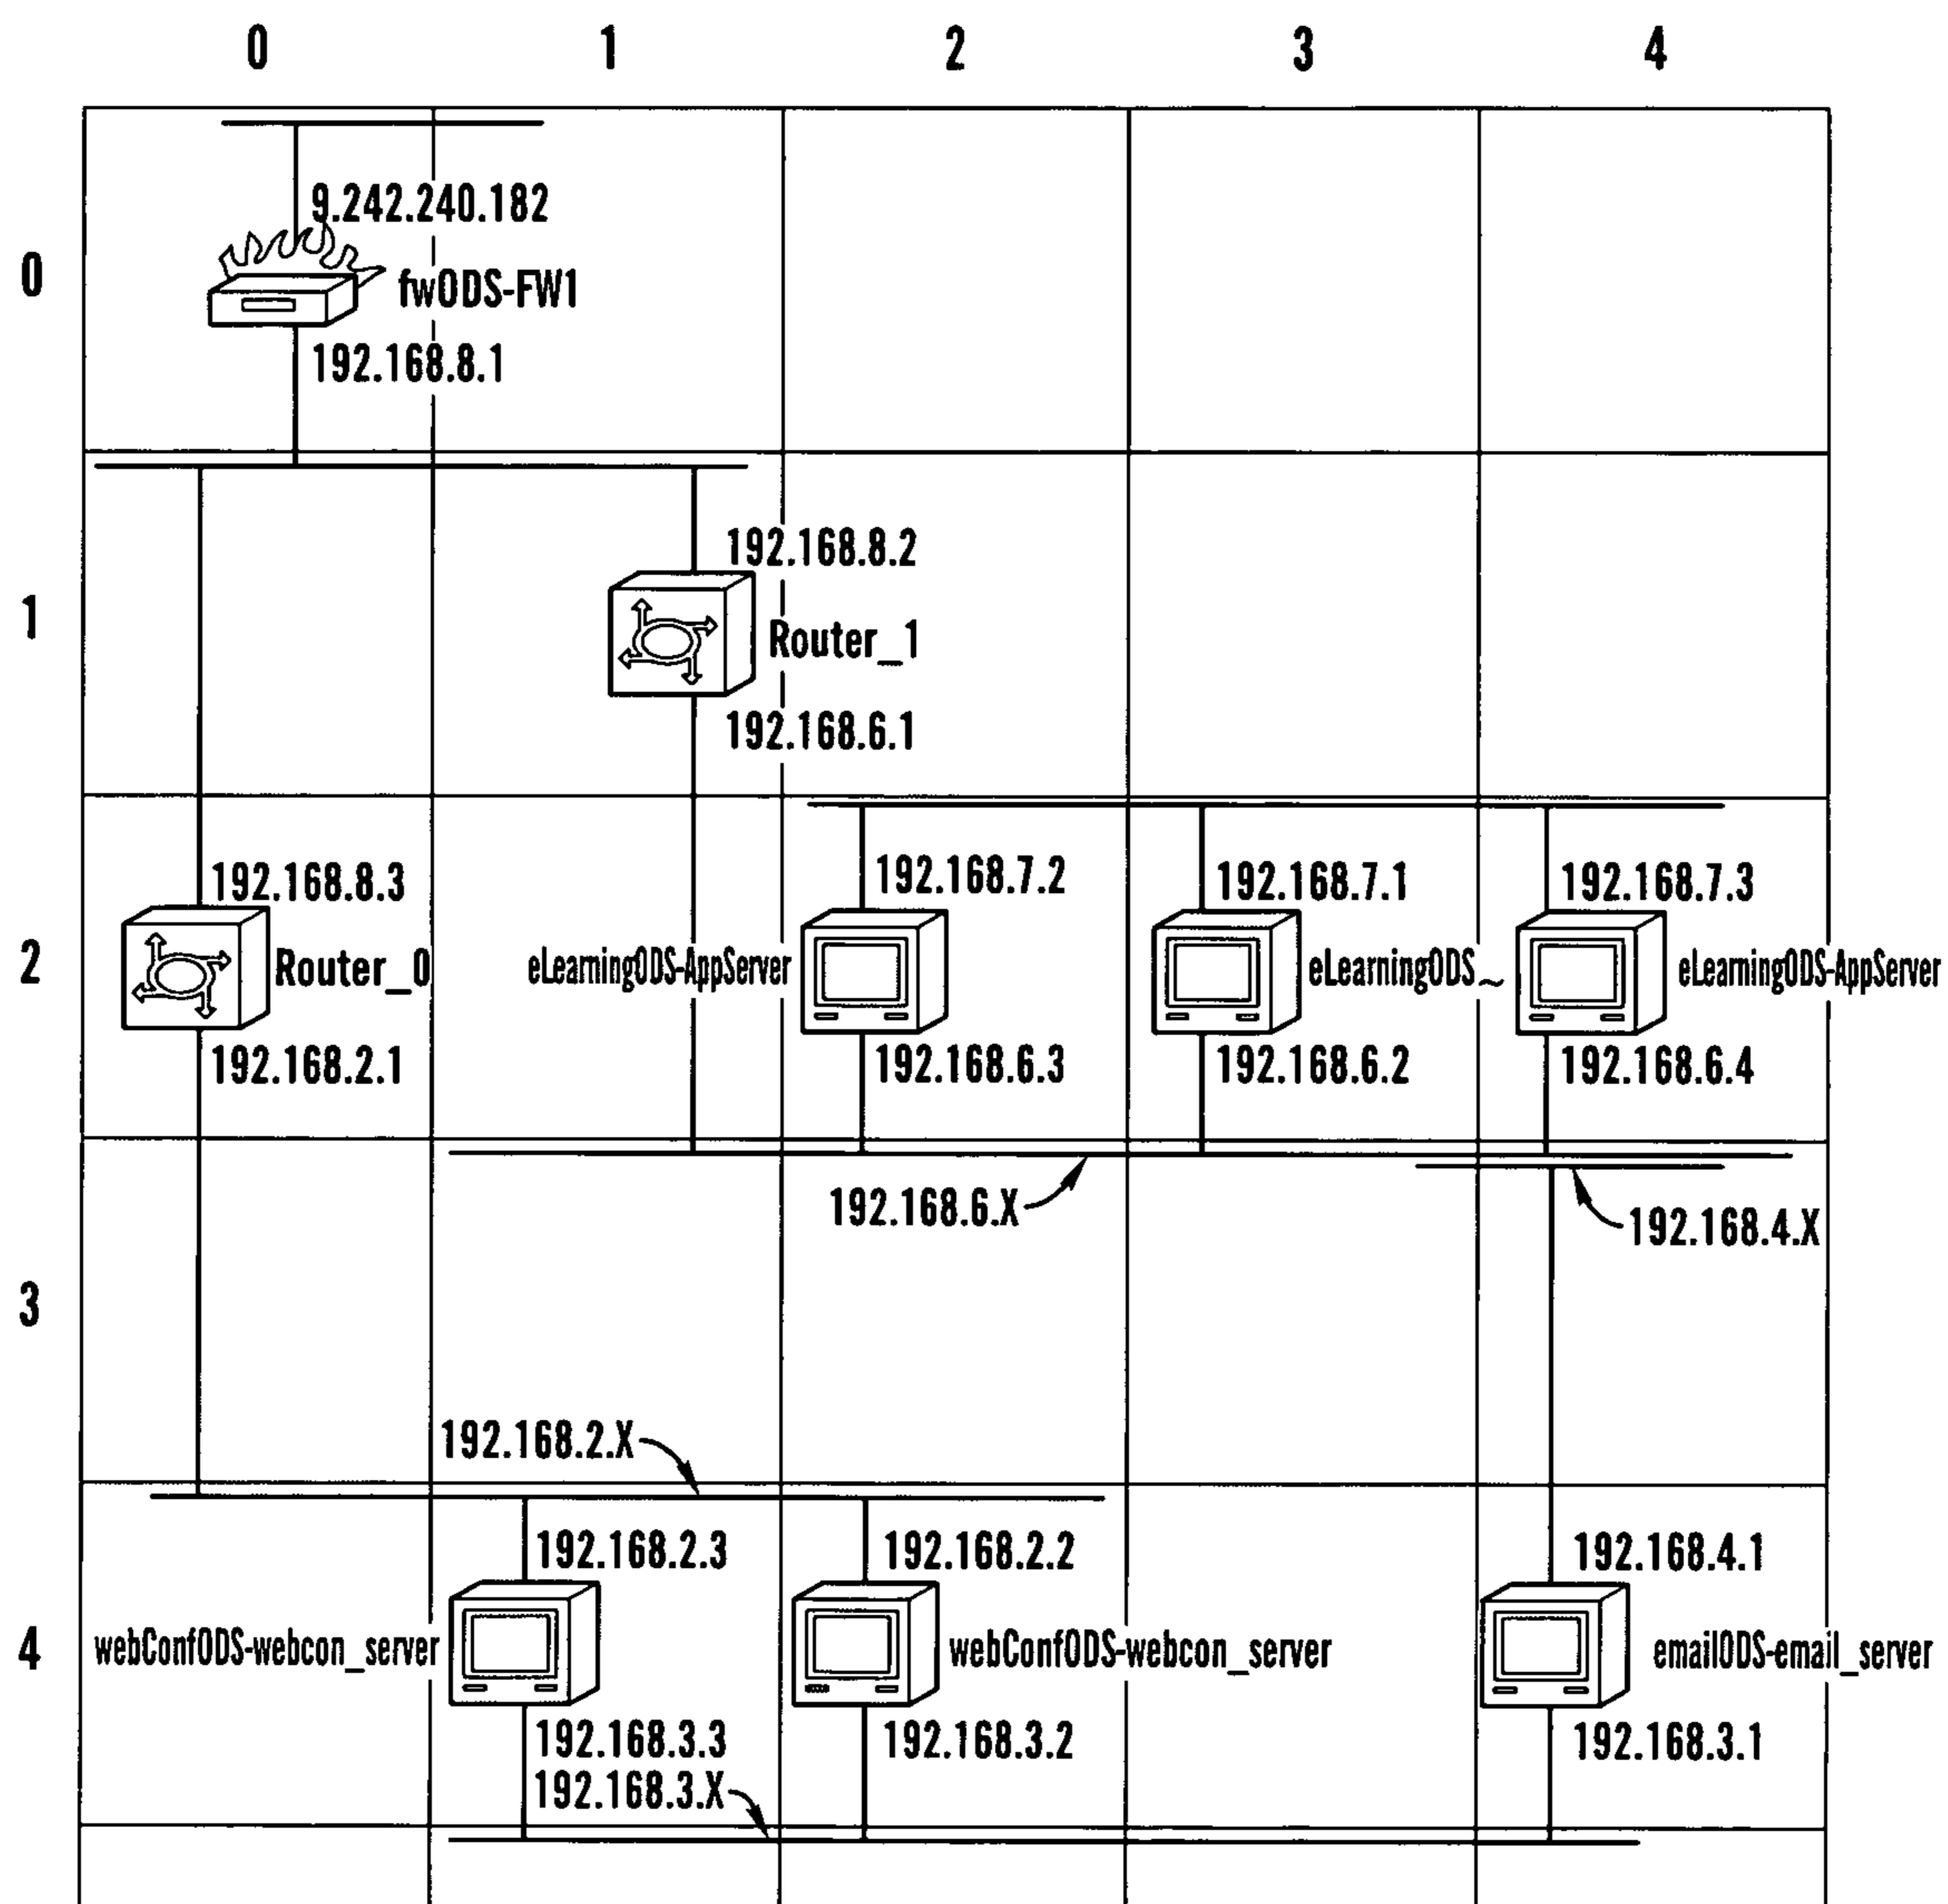 0 1 2 3 4
9.242.240.182
0
fwODS-FW1
192.168.8.1
192.168.8.2
1
Router_1
192.168.6.1
192.168.8.3
192.168.7.2
192.168.7.1
192.168.7.3
2
Router_0
eLearningODS-AppServer
eLearningODS~
eLearningODS-AppServer
192.168.2.1
192.168.6.3
192.168.6.2
192.168.6.4
192.168.6.X
192.168.4.X
3
192.168.2.X
192.168.2.3
192.168.2.2
192.168.4.1
4
webConfODS-webcon_server
webConfODS-webcon_server
emailODS-email_server
192.168.3.3
192.168.3.2
192.168.3.1
192.168.3.X